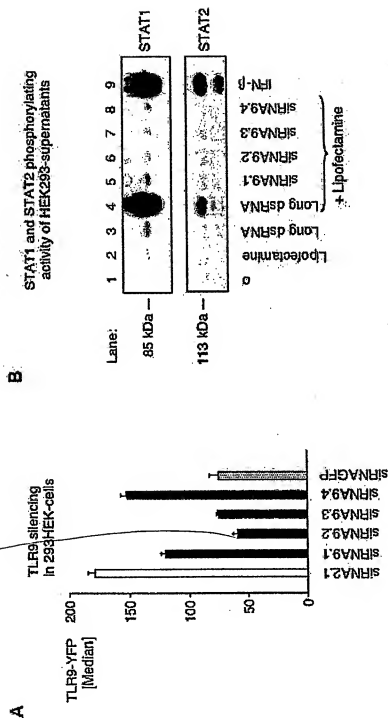 A
TLR9 silencing
In 293HEK-cells
TLR9-YFP
[Median]
200
150
100
50
0
siRNA2.1
siRNA9.1
siRNA9.2
siRNA9.3
siRNA9.4
siRNAGFP
B
STAT1 and STAT2 phosphorylating
activity of HEK293-supernatants
Lane: 1 2 3 4 5 6 7 8 9
85 kDa — STAT1
113 kDa — STAT2
Ø
Lipofectamine
Long dsRNA
Long dsRNA
siRNA9.1
siRNA9.2
siRNA9.3
siRNA9.4
IFN-β
+ Lipofectamine